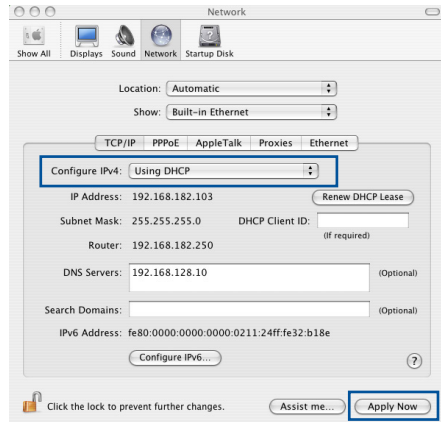 Network
Show All Displays Sound Network Startup Disk
Location: Automatic
Show: Built-in Ethernet
TCP/IP PPPoE AppleTalk Proxies Ethernet
Configure IPv4: Using DHCP
IP Address: 192.168.182.103 Renew DHCP Lease
Subnet Mask: 255.255.255.0 DHCP Client ID:
(If required)
Router: 192.168.182.250
DNS Servers: 192.168.128.10 (Optional)
Search Domains: (Optional)
IPv6 Address: fe80:0000:0000:0000:0211:24ff:fe32:b18e
Configure IPv6... ?
Click the lock to prevent further changes. Assist me... Apply Now